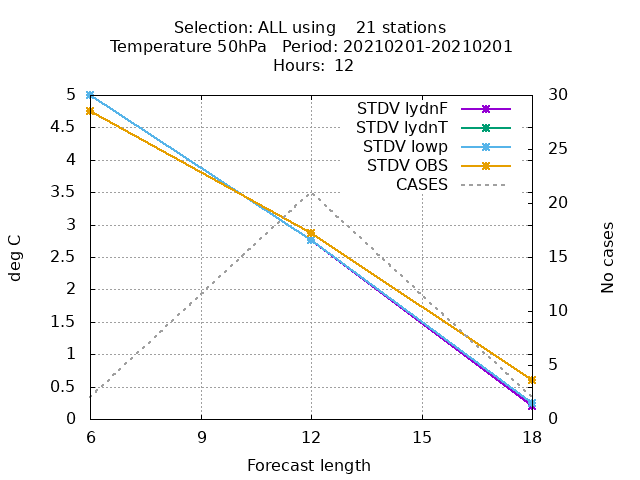 Selection: ALL using    21 stations
Temperature 50hPa   Period: 20210201-20210201
Hours: 12
5
4.5
4
3.5
3
2.5
2
1.5
1
0.5
0
30
25
20
15
10
5
0
deg C
No cases
STDV lydnF
STDV lydnT
STDV lowp
STDV OBS
CASES
6
9
12
15
18
Forecast length